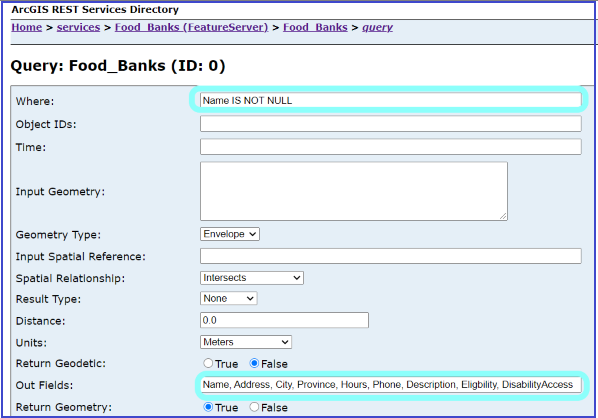 ArcGIS REST Services Directory
Home > services > Food_Banks (FeatureServer) > Food_Banks > query
Query: Food_Banks (ID: 0)
Where: Name IS NOT NULL
Object IDs:
Time:
Input Geometry:
Geometry Type: Envelope
Input Spatial Reference:
Spatial Relationship: Intersects
Result Type: None
Distance: 0.0
Units: Meters
Return Geodetic: True False
Out Fields: Name, Address, City, Province, Hours, Phone, Description, Eligbility, DisabilityAccess
Return Geometry: True False